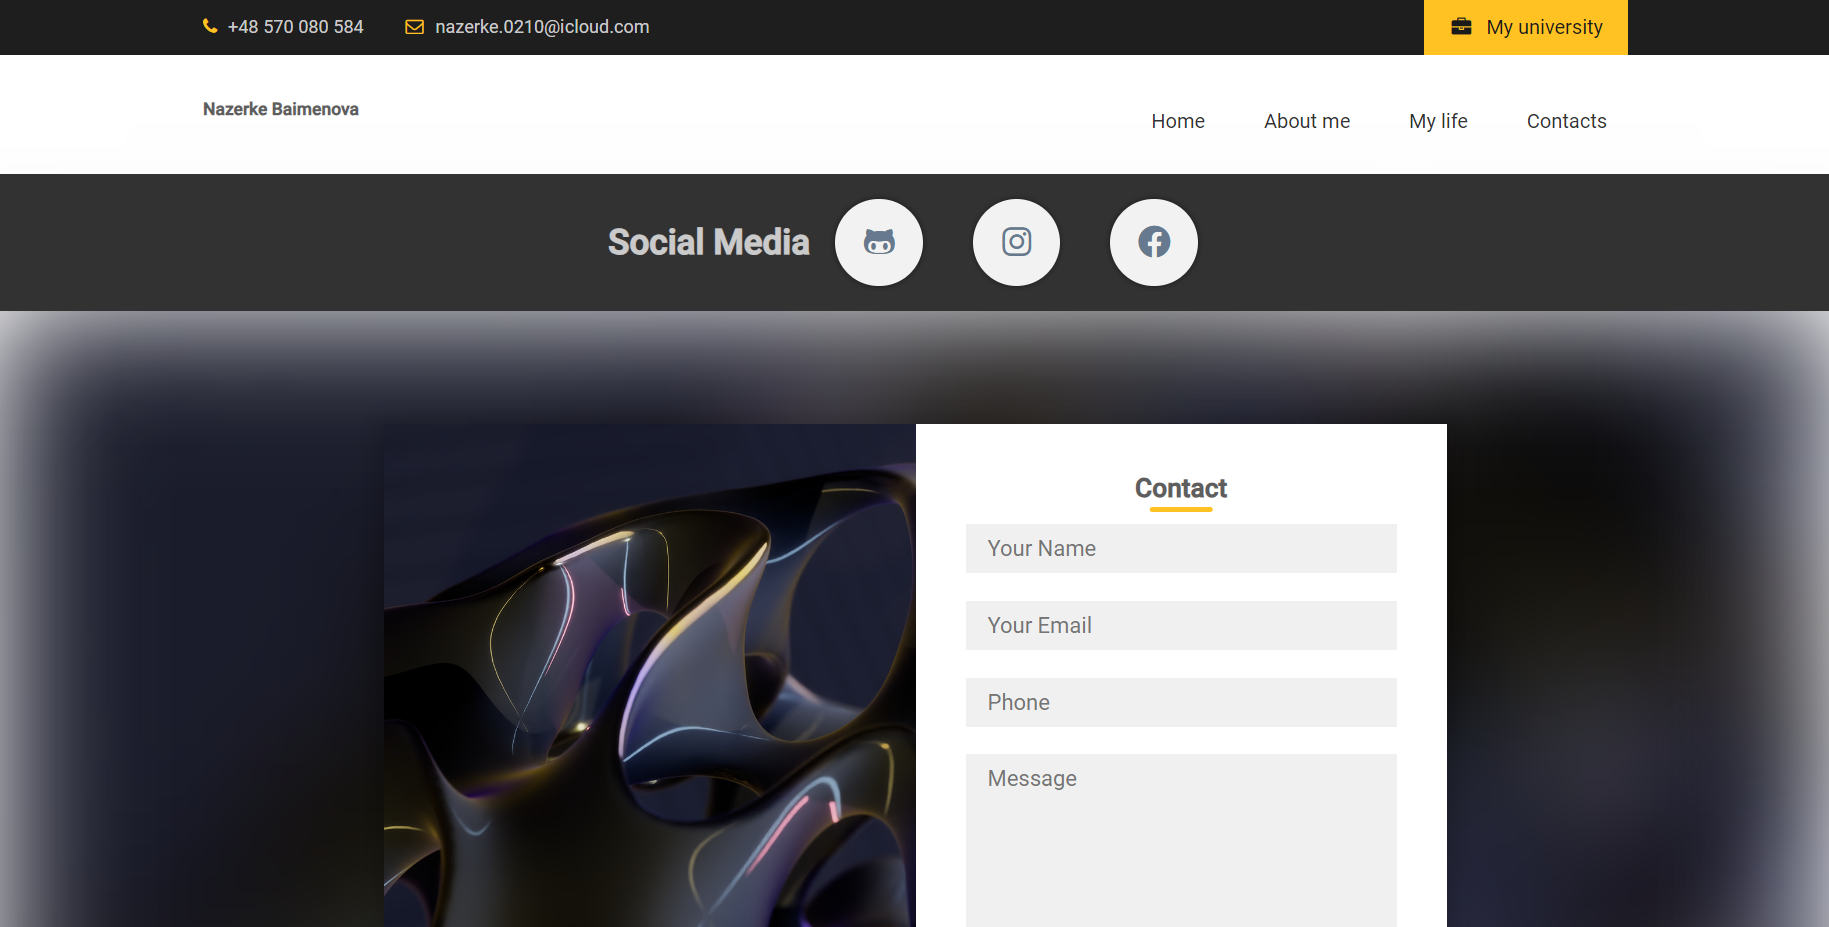 +48 570 080 584 nazerke.0210@icloud.com My university
Nazerke Baimenova
Home About me My life Contacts
Social Media
Contact
Your Name
Your Email
Phone
Message